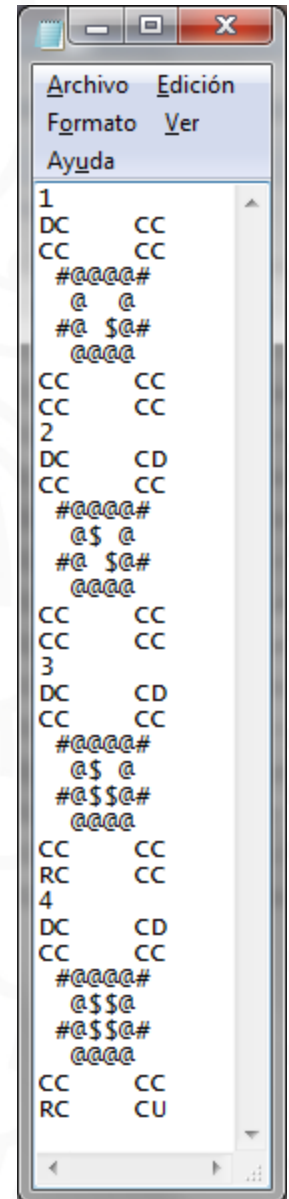 Archivo Edición
Formato Ver
Ayuda
1
DC     CC
CC     CC
 #@@@@#
  @  @
 #@ $@#
  @@@@
CC     CC
CC     CC
2
DC     CD
CC     CC
 #@@@@#
  @$ @
 #@ $@#
  @@@@
CC     CC
CC     CC
3
DC     CD
CC     CC
 #@@@@#
  @$ @
 #@$$@#
  @@@@
CC     CC
RC     CC
4
DC     CD
CC     CC
 #@@@@#
  @$$@
 #@$$@#
  @@@@
CC     CC
RC     CU